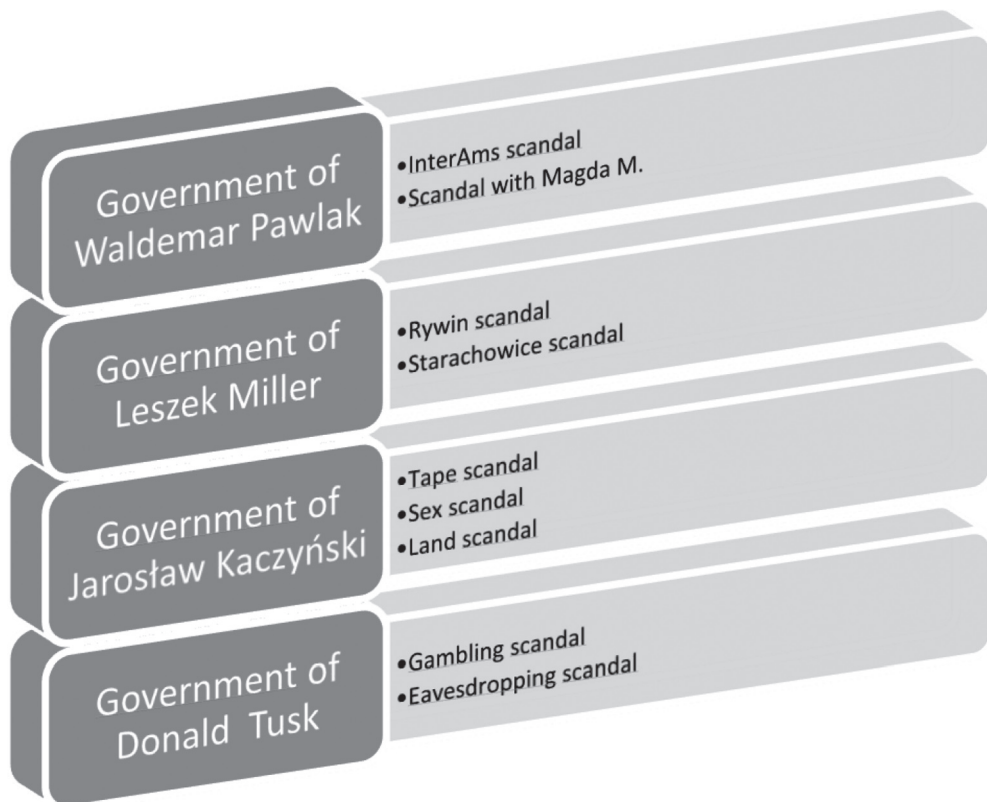 Government of
Waldemar Pawlak
•InterAms scandal
•Scandal with Magda M.
Government of
Leszek Miller
•Rywin scandal
•Starachowice scandal
Government of
Jarosław Kaczyński
•Tape scandal
•Sex scandal
•Land scandal
Government of
Donald Tusk
•Gambling scandal
•Eavesdropping scandal